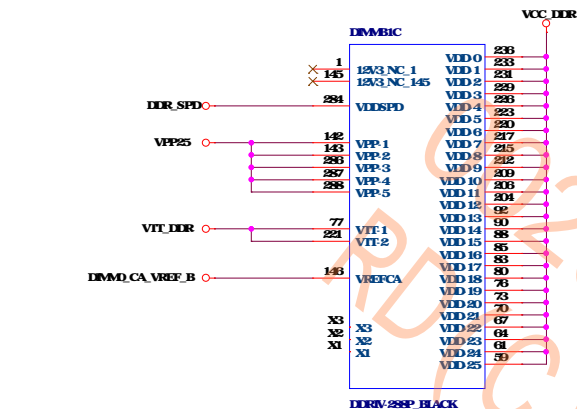 VCC_DDR
DIMMB1C
1 12V3_NC_1
145 12V3_NC_145
DDR_SPD 284 VDDSPD
VPP25 142 VPP-1
143 VPP-2
286 VPP-3
287 VPP-4
288 VPP-5
VTT_DDR 77 VTT-1
221 VTT-2
146 VREFCA
X3 X3
X2 X2
X1 X1
VDD-0 236
VDD-1 233
VDD-2 231
VDD-3 229
VDD-4 226
VDD-5 223
VDD-6 220
VDD-7 217
VDD-8 215
VDD-9 212
VDD-10 209
VDD-11 206
VDD-12 204
VDD-13 92
VDD-14 90
VDD-15 88
VDD-16 85
VDD-17 83
VDD-18 80
VDD-19 76
VDD-20 73
VDD-21 70
VDD-22 67
VDD-23 64
VDD-24 61
VDD-25 59
DDRIV-288P_BLACK